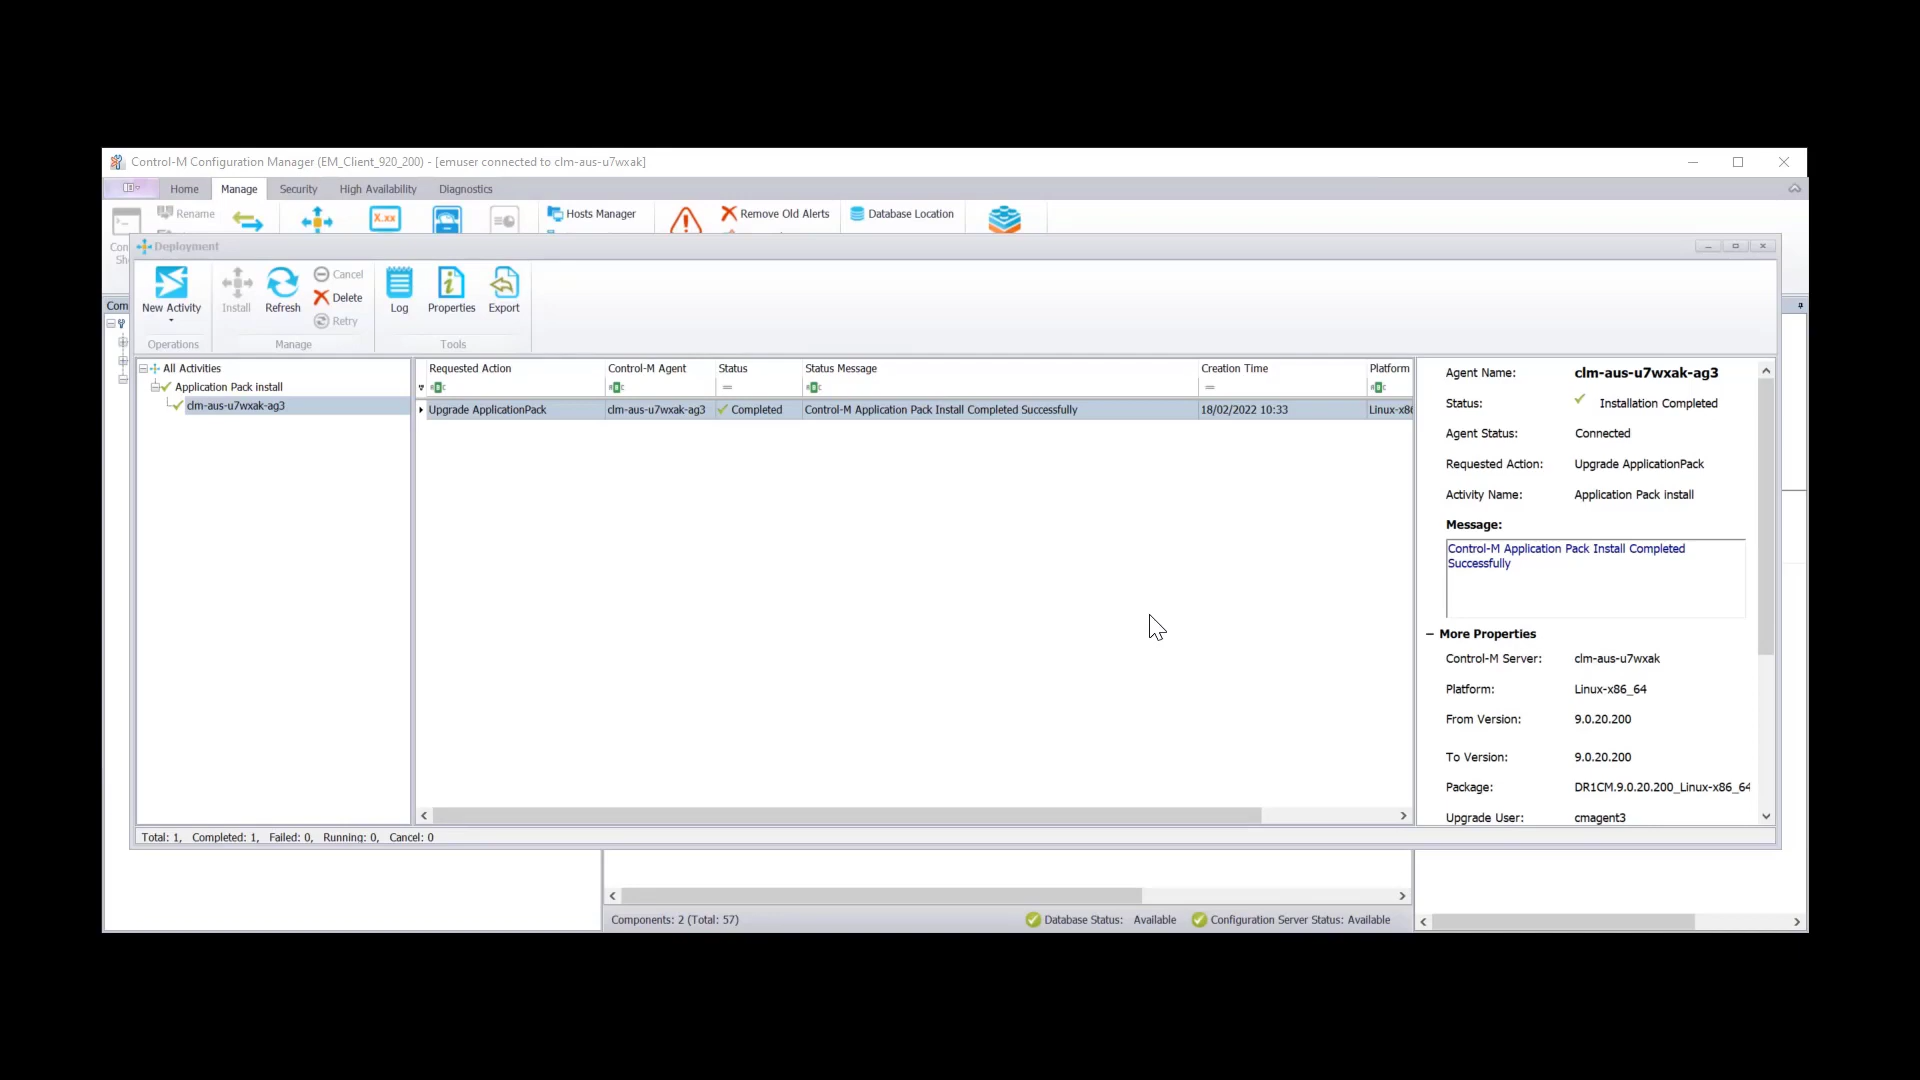 Control-M Configuration Manager (EM_Client_920_200) - [emuser connected to clm-aus-u7wxak]
Home Manage Security High Availability Diagnostics
Rename Hosts Manager Remove Old Alerts Database Location
Con
Sh
Deployment
New Activity Install Refresh Cancel Delete Retry Log Properties Export
Operations Manage Tools
Com
All Activities
Application Pack install
clm-aus-u7wxak-ag3
Requested Action Control-M Agent Status Status Message Creation Time Platform
Upgrade ApplicationPack clm-aus-u7wxak-ag3 Completed Control-M Application Pack Install Completed Successfully 18/02/2022 10:33 Linux-x86
Agent Name: clm-aus-u7wxak-ag3
Status: Installation Completed
Agent Status: Connected
Requested Action: Upgrade ApplicationPack
Activity Name: Application Pack install
Message:
Control-M Application Pack Install Completed
Successfully
More Properties
Control-M Server: clm-aus-u7wxak
Platform: Linux-x86_64
From Version: 9.0.20.200
To Version: 9.0.20.200
Package: DR1CM.9.0.20.200_Linux-x86_64
Upgrade User: cmagent3
Total: 1, Completed: 1, Failed: 0, Running: 0, Cancel: 0
Components: 2 (Total: 57) Database Status: Available Configuration Server Status: Available